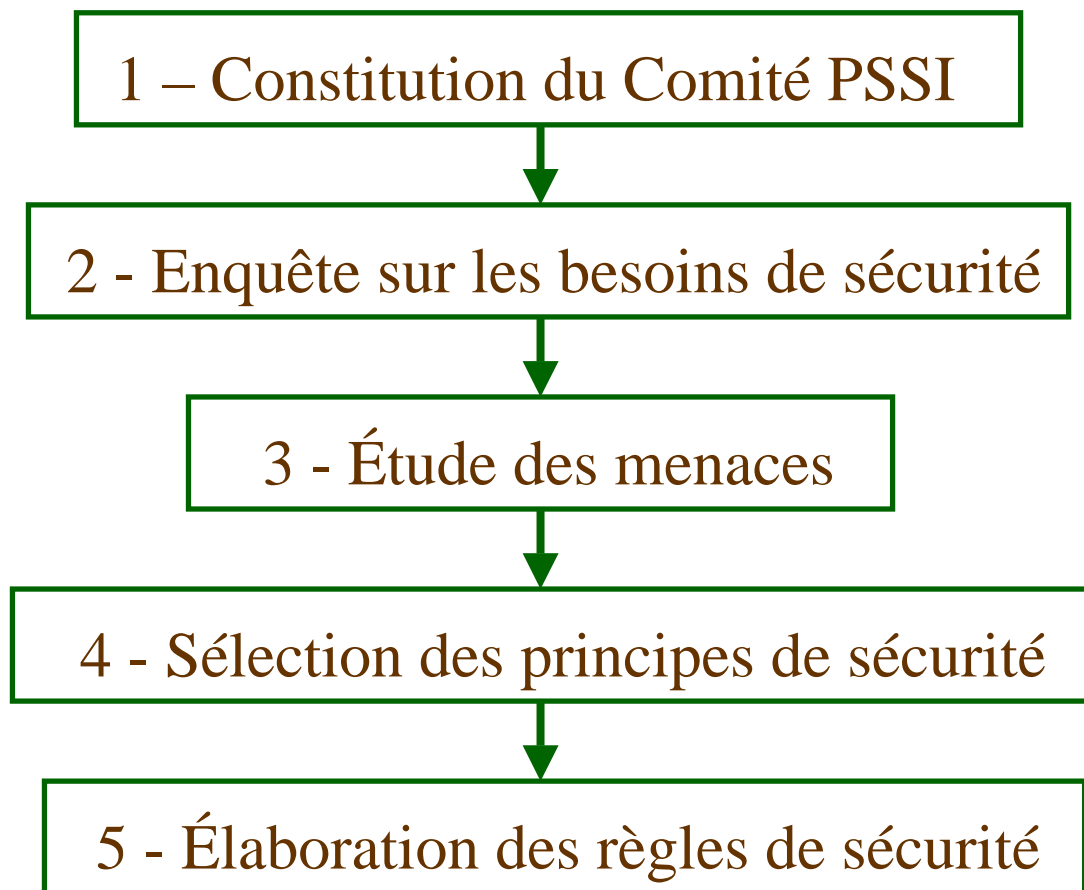 1 – Constitution du Comité PSSI
2 - Enquête sur les besoins de sécurité
3 - Étude des menaces
4 - Sélection des principes de sécurité
5 - Élaboration des règles de sécurité